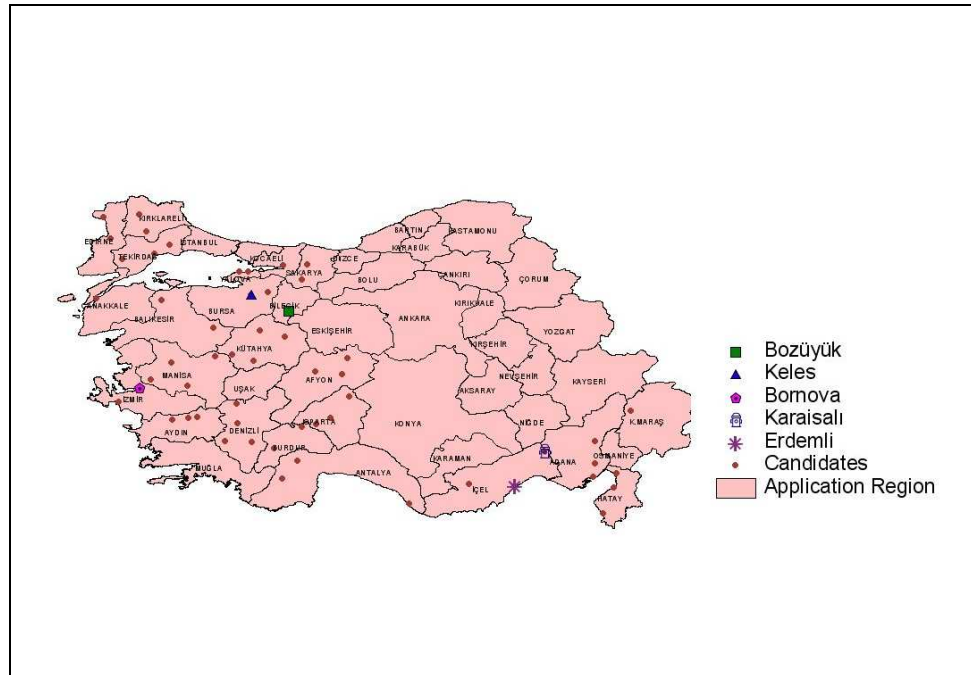 KIRKLARELİ
EDİRNE
İSTANBUL
TEKİRDAĞ
KOCAELİ
YALOVA
SAKARYA
DÜZCE
BOLU
BARTIN
KASTAMONU
KARABÜK
ÇANKIRI
ÇORUM
ANAKKALE
BALIKESİR
BURSA
BİLECİK
ESKİŞEHİR
ANKARA
KIRIKKALE
YOZGAT
KIRŞEHİR
KÜTAHYA
MANİSA
UŞAK
AFYON
NEVŞEHİR
AKSARAY
KAYSERİ
İZMİR
AYDIN
DENİZLİ
ISPARTA
BURDUR
KONYA
NİĞDE
K.MARAŞ
MUĞLA
ANTALYA
KARAMAN
İÇEL
ADANA
OSMANİYE
HATAY
Bozüyük
Keles
Bornova
Karaisalı
Erdemli
Candidates
Application Region